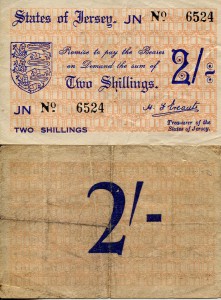 States of Jersey. JN No 6524
Promise to pay the Bearer
on Demand the sum of
Two Shillings. 2/-
JN No 6524
TWO SHILLINGS
Treasurer of the
States of Jersey.
2/-